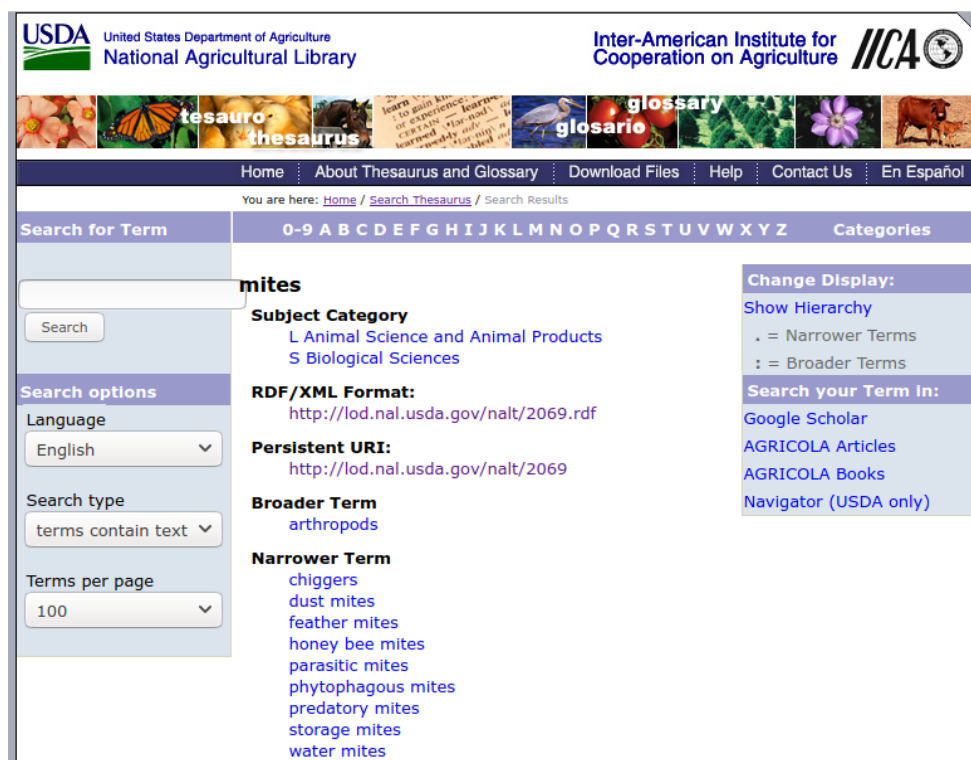 USDA
United States Department of Agriculture
National Agricultural Library
Inter-American Institute for
Cooperation on Agriculture
IICA
tesauro
thesaurus
glossary
glosario
Home
About Thesaurus and Glossary
Download Files
Help
Contact Us
En Español
You are here: Home / Search Thesaurus / Search Results
Search for Term
0-9 A B C D E F G H I J K L M N O P Q R S T U V W X Y Z
Categories
Search
Search options
Language
English
Search type
terms contain text
Terms per page
100
mites
Subject Category
L Animal Science and Animal Products
S Biological Sciences
RDF/XML Format:
http://lod.nal.usda.gov/nalt/2069.rdf
Persistent URI:
http://lod.nal.usda.gov/nalt/2069
Broader Term
arthropods
Narrower Term
chiggers
dust mites
feather mites
honey bee mites
parasitic mites
phytophagous mites
predatory mites
storage mites
water mites
Change Display:
Show Hierarchy
. = Narrower Terms
: = Broader Terms
Search your Term in:
Google Scholar
AGRICOLA Articles
AGRICOLA Books
Navigator (USDA only)